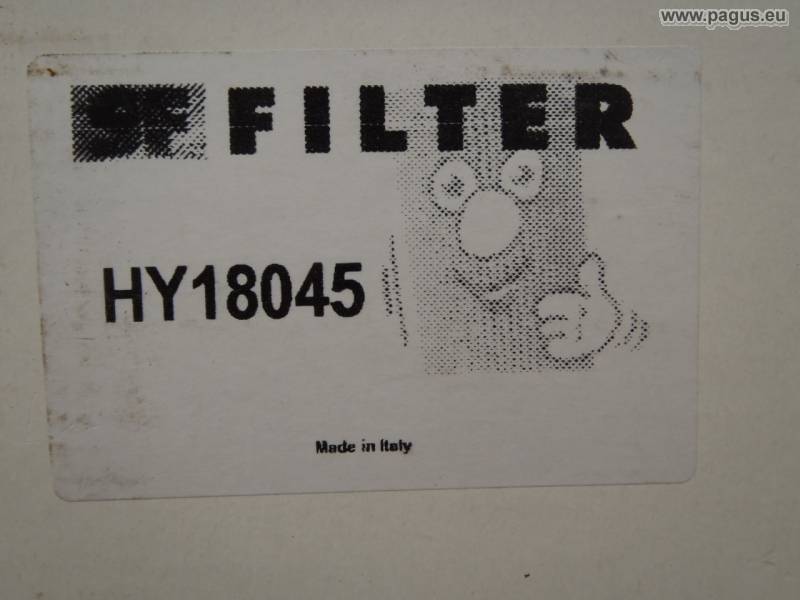 www.pagus.eu
SF FILTER
HY18045
Made in Italy